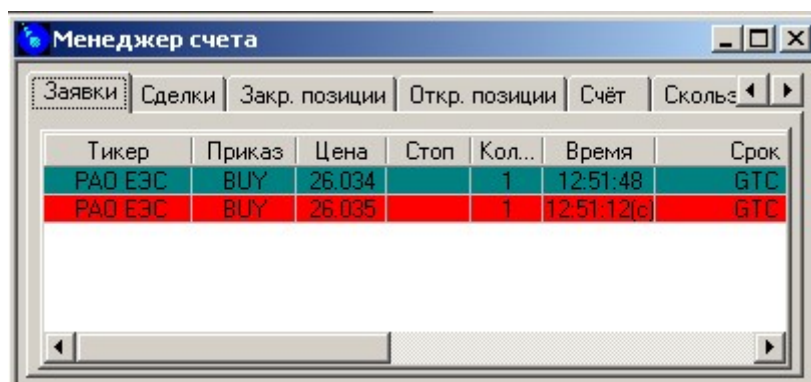 Менеджер счета
Заявки Сделки Закр. позиции Откр. позиции Счёт Скольз
Тикер Приказ Цена Стоп Кол... Время Срок
РАО ЕЭС BUY 26.034 1 12:51:48 GTC
РАО ЕЭС BUY 26.035 1 12:51:12(c) GTC